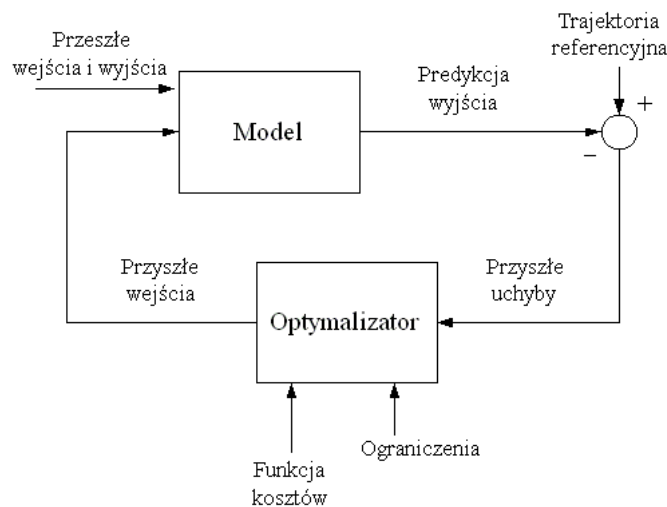 Trajektoria
referencyjna
Przeszłe
wejścia i wyjścia
Predykcja
wyjścia
+
Model
−
Przyszłe
wejścia
Przyszłe
uchyby
Optymalizator
Ograniczenia
Funkcja
kosztów